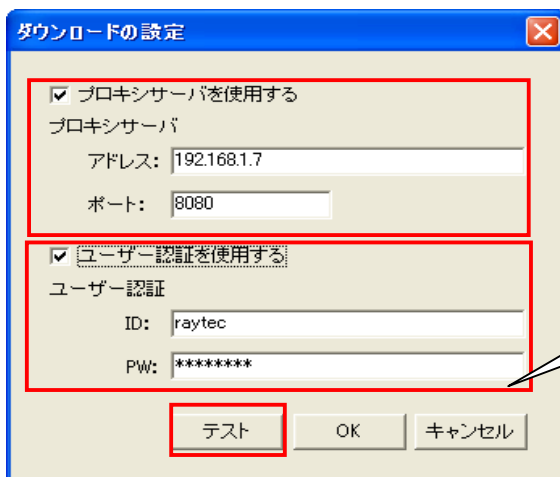 ダウンロードの設定
プロキシサーバを使用する
プロキシサーバ
アドレス: 192.168.1.7
ポート: 8080
ユーザー認証を使用する
ユーザー認証
ID: raytec
PW: ********
テスト OK キャンセル